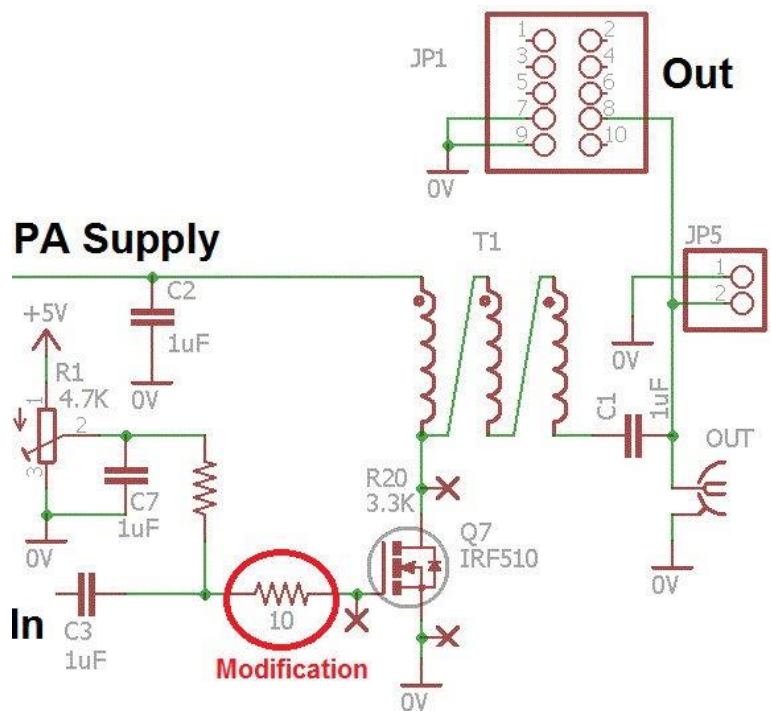 1
2
JP1
3
4
Out
5
6
7
8
9
10
0V
PA Supply
T1
JP5
C2
1
+5V
2
1uF
R1
0V
4.7K
0V
1
C1
1uF
2
OUT
R20
3.3K
3
C7
Q7
1uF
IRF510
0V
0V
In
C3
10
1uF
Modification
0V